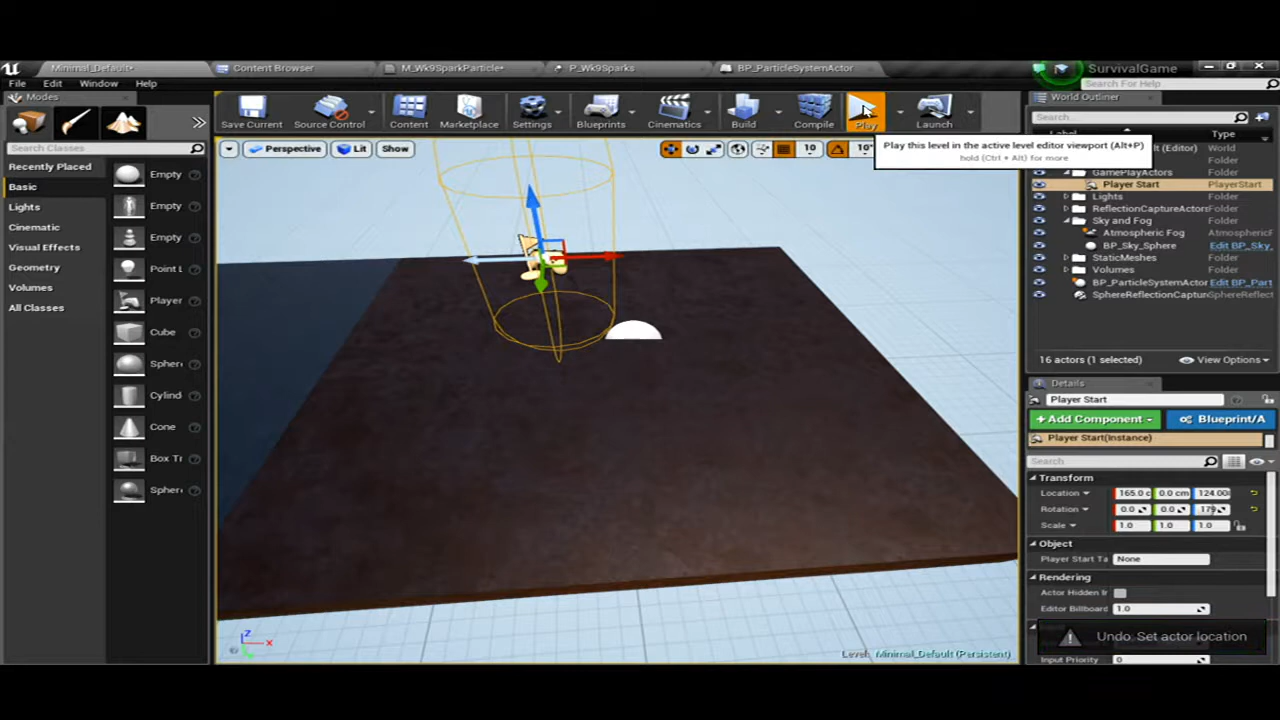 Minimal_Default*
Content Browser
M_Wk9SparkParticle*
P_Wk9Sparks
BP_ParticleSystemActor
SurvivalGame
File Edit Window Help
Search For Help
Modes
World Outliner
Save Current
Source Control
Content
Marketplace
Settings
Blueprints
Cinematics
Build
Compile
Play
Launch
Search...
Label
Type
Search Classes
Perspective
Lit
Show
10
10°
Play this level in the active level editor viewport (Alt+P)
hold (Ctrl + Alt) for more
(Editor) World
Folder
GamePlayActors Folder
Player Start PlayerStart
Lights Folder
ReflectionCaptureActors Folder
Sky and Fog Folder
Atmospheric Fog Atmospheric
BP_Sky_Sphere Edit BP_Sky_
StaticMeshes Folder
Volumes Folder
BP_ParticleSystemActor Edit BP_Part
SphereReflectionCaptur SphereReflect
16 actors (1 selected)
View Options
Recently Placed
Basic
Lights
Cinematic
Visual Effects
Geometry
Volumes
All Classes
Empty
Empty
Empty
Point L
Player
Cube
Spher
Cylind
Cone
Box Tr
Spher
Details
Player Start
+Add Component
Blueprint/A
Player Start(Instance)
Search
Transform
Location 165.0 c 0.0 cm 124.00
Rotation 0.0 0.0 179
Scale 1.0 1.0 1.0
Object
Player Start Ta None
Rendering
Actor Hidden In
Editor Billboard 1.0
Undo: Set actor location
Input Priority 0
Z
X
Level: Minimal_Default (Persistent)